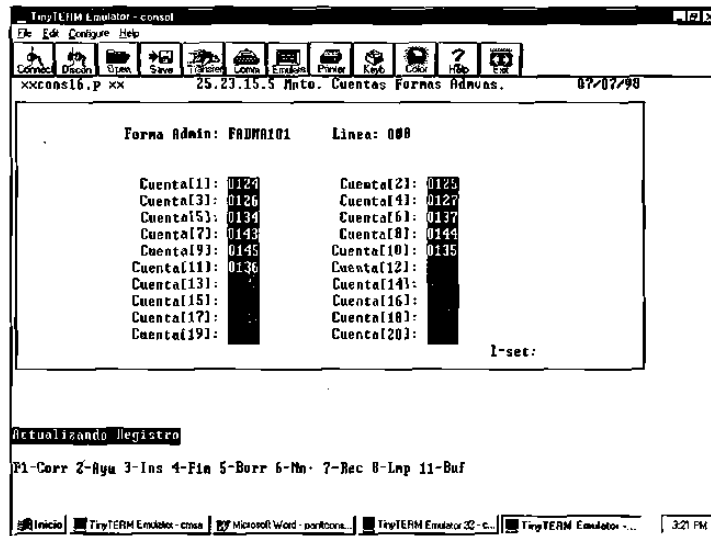 TinyTERM Emulator - consol
File Edit Configure Help
Connect Discon Open Save Transfer Comm Emulate Printer Keyb Color Help Exit
xxcons16.p xx 25.23.15.5 Mnto. Cuentas Formas Admvas. 07/07/98
Forma Admin: FADMA101 Linea: 000
Cuenta[1]: 0124 Cuenta[2]: 0125
Cuenta[3]: 0126 Cuenta[4]: 0127
Cuenta[5]: 0134 Cuenta[6]: 0137
Cuenta[7]: 0143 Cuenta[8]: 0144
Cuenta[9]: 0145 Cuenta[10]: 0135
Cuenta[11]: 0136 Cuenta[12]:
Cuenta[13]: Cuenta[14]:
Cuenta[15]: Cuenta[16]:
Cuenta[17]: Cuenta[18]:
Cuenta[19]: Cuenta[20]:
1-set:
Actualizando Registro
F1-Corr 2-Ayu 3-Ins 4-Fin 5-Borr 6-Mn 7-Rec 8-Imp 11-Buf
Inicio TinyTERM Emulator - cmsa Microsoft Word - pantcons... TinyTERM Emulator 32 - c... TinyTERM Emulator - ... 3:21 PM